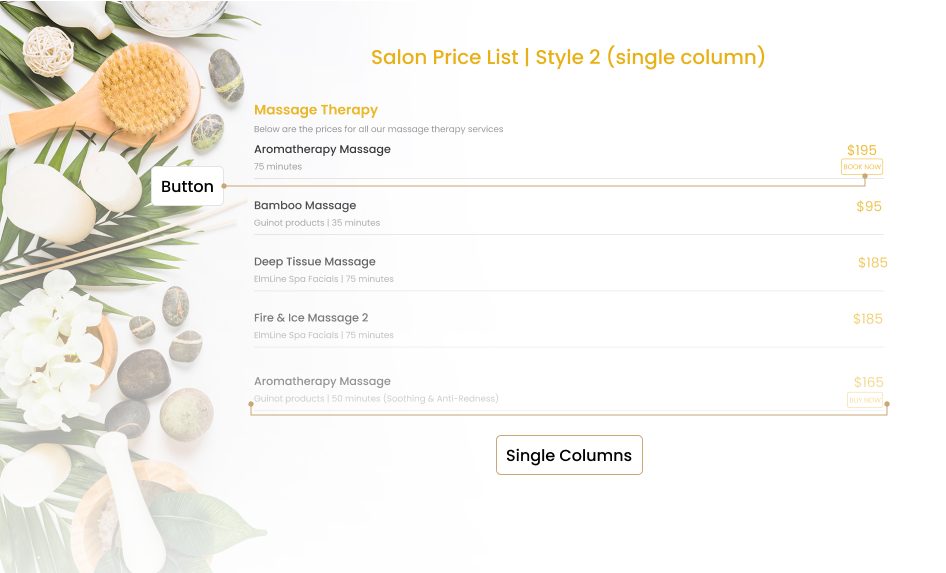 Salon Price List | Style 2 (single column)
Massage Therapy
Below are the prices for all our massage therapy services
Aromatherapy Massage
$195
75 minutes
BOOK NOW
Button
Bamboo Massage
$95
Guinot products | 35 minutes
Deep Tissue Massage
$185
ElmLine Spa Facials | 75 minutes
Fire & Ice Massage 2
$185
ElmLine Spa Facials | 75 minutes
Aromatherapy Massage
$165
Guinot products | 50 minutes (Soothing & Anti-Redness)
BUY NOW
Single Columns